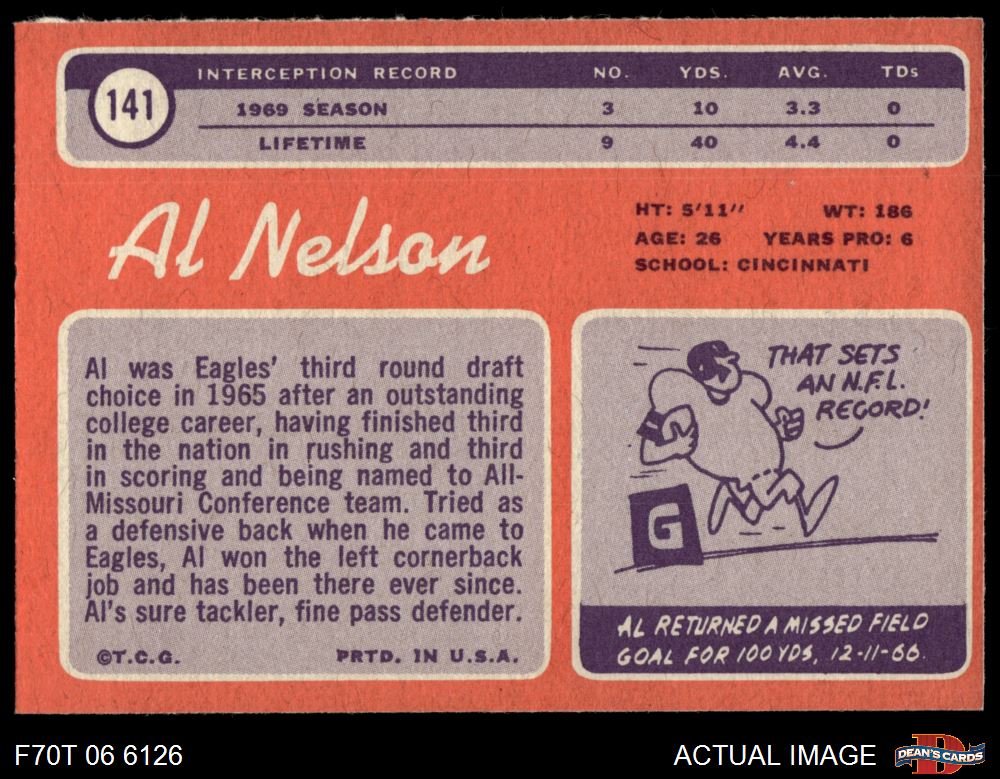 141
INTERCEPTION RECORD NO. YDS. AVG. TDs
1969 SEASON 3 10 3.3 0
LIFETIME 9 40 4.4 0
Al Nelson
HT: 5'11" WT: 186
AGE: 26 YEARS PRO: 6
SCHOOL: CINCINNATI
Al was Eagles' third round draft
choice in 1965 after an outstanding
college career, having finished third
in the nation in rushing and third
in scoring and being named to All-
Missouri Conference team. Tried as
a defensive back when he came to
Eagles, Al won the left cornerback
job and has been there ever since.
Al's sure tackler, fine pass defender.
©T.C.G. PRTD. IN U.S.A.
THAT SETS
AN N.F.L.
RECORD!
G
AL RETURNED A MISSED FIELD
GOAL FOR 100 YDS, 12-11-66.
F70T 06 6126
ACTUAL IMAGE
D
DEAN'S CARDS